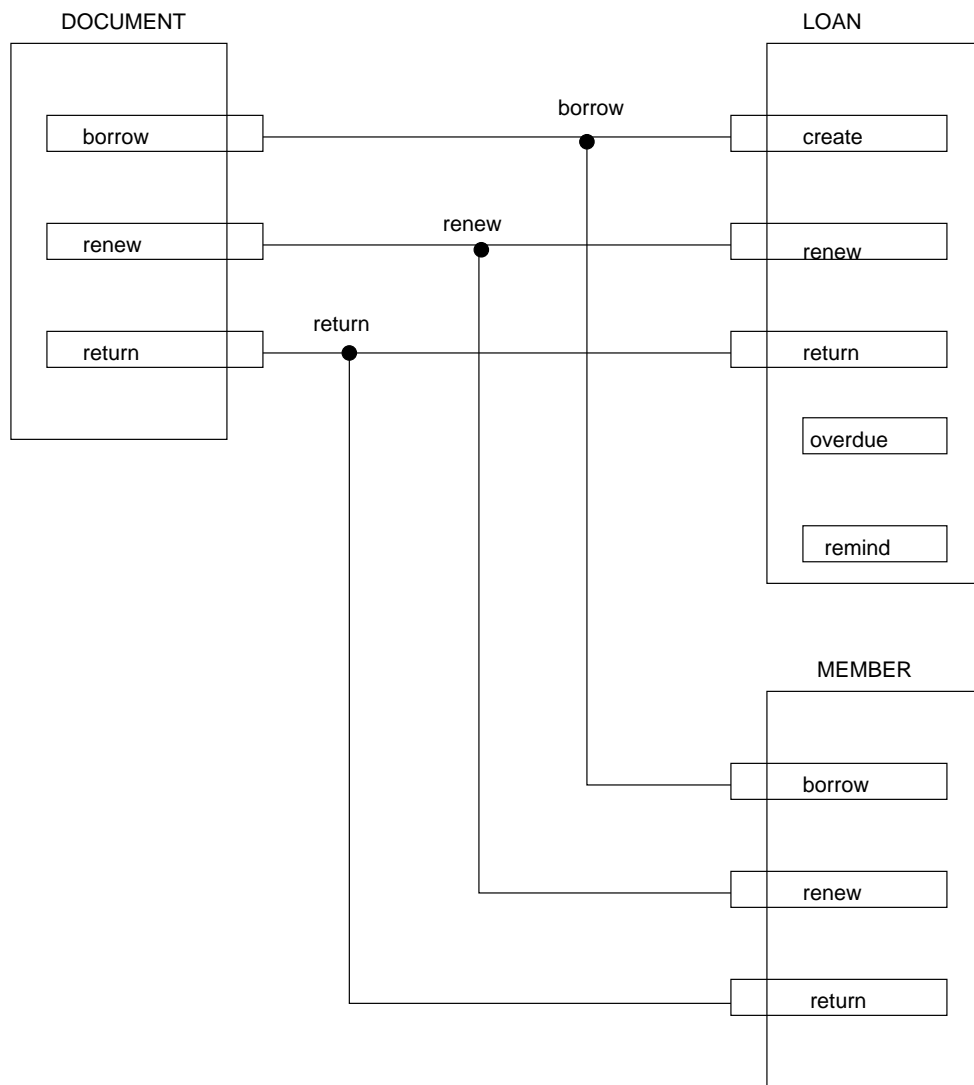 DOCUMENT
LOAN
borrow
borrow
create
renew
renew
renew
return
return
return
overdue
remind
MEMBER
borrow
renew
return